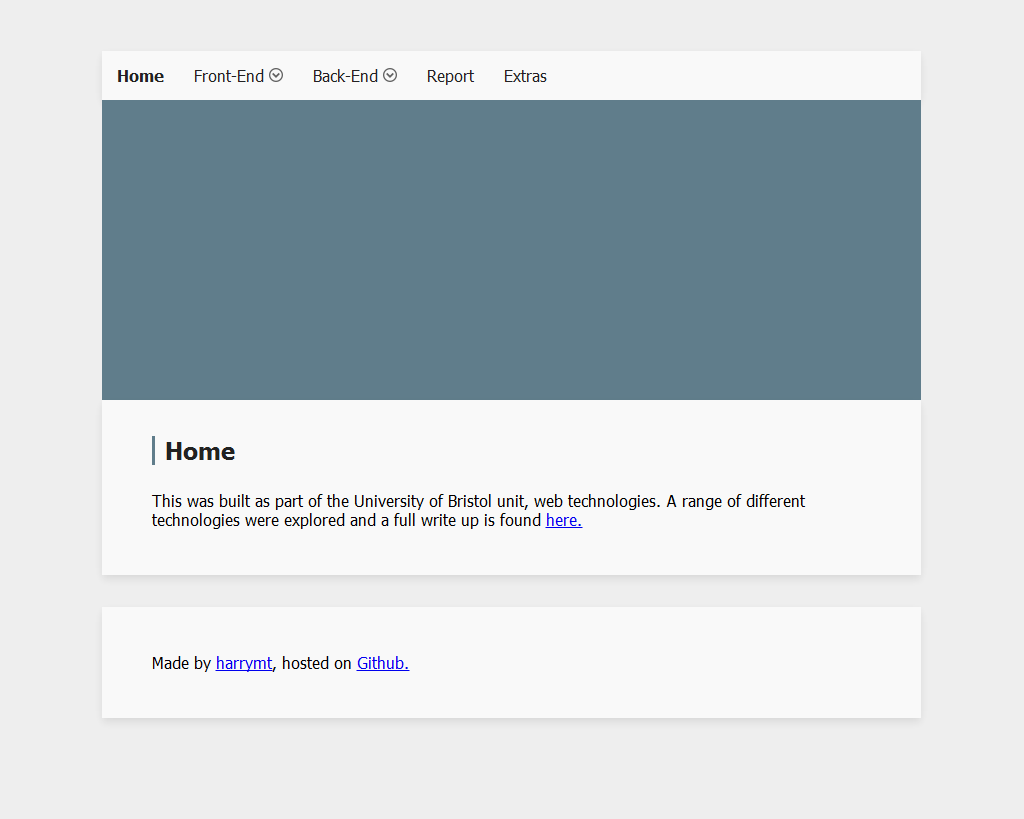 Home Front-End Back-End Report Extras
Home
This was built as part of the University of Bristol unit, web technologies. A range of different
technologies were explored and a full write up is found here.
Made by harrymt, hosted on Github.